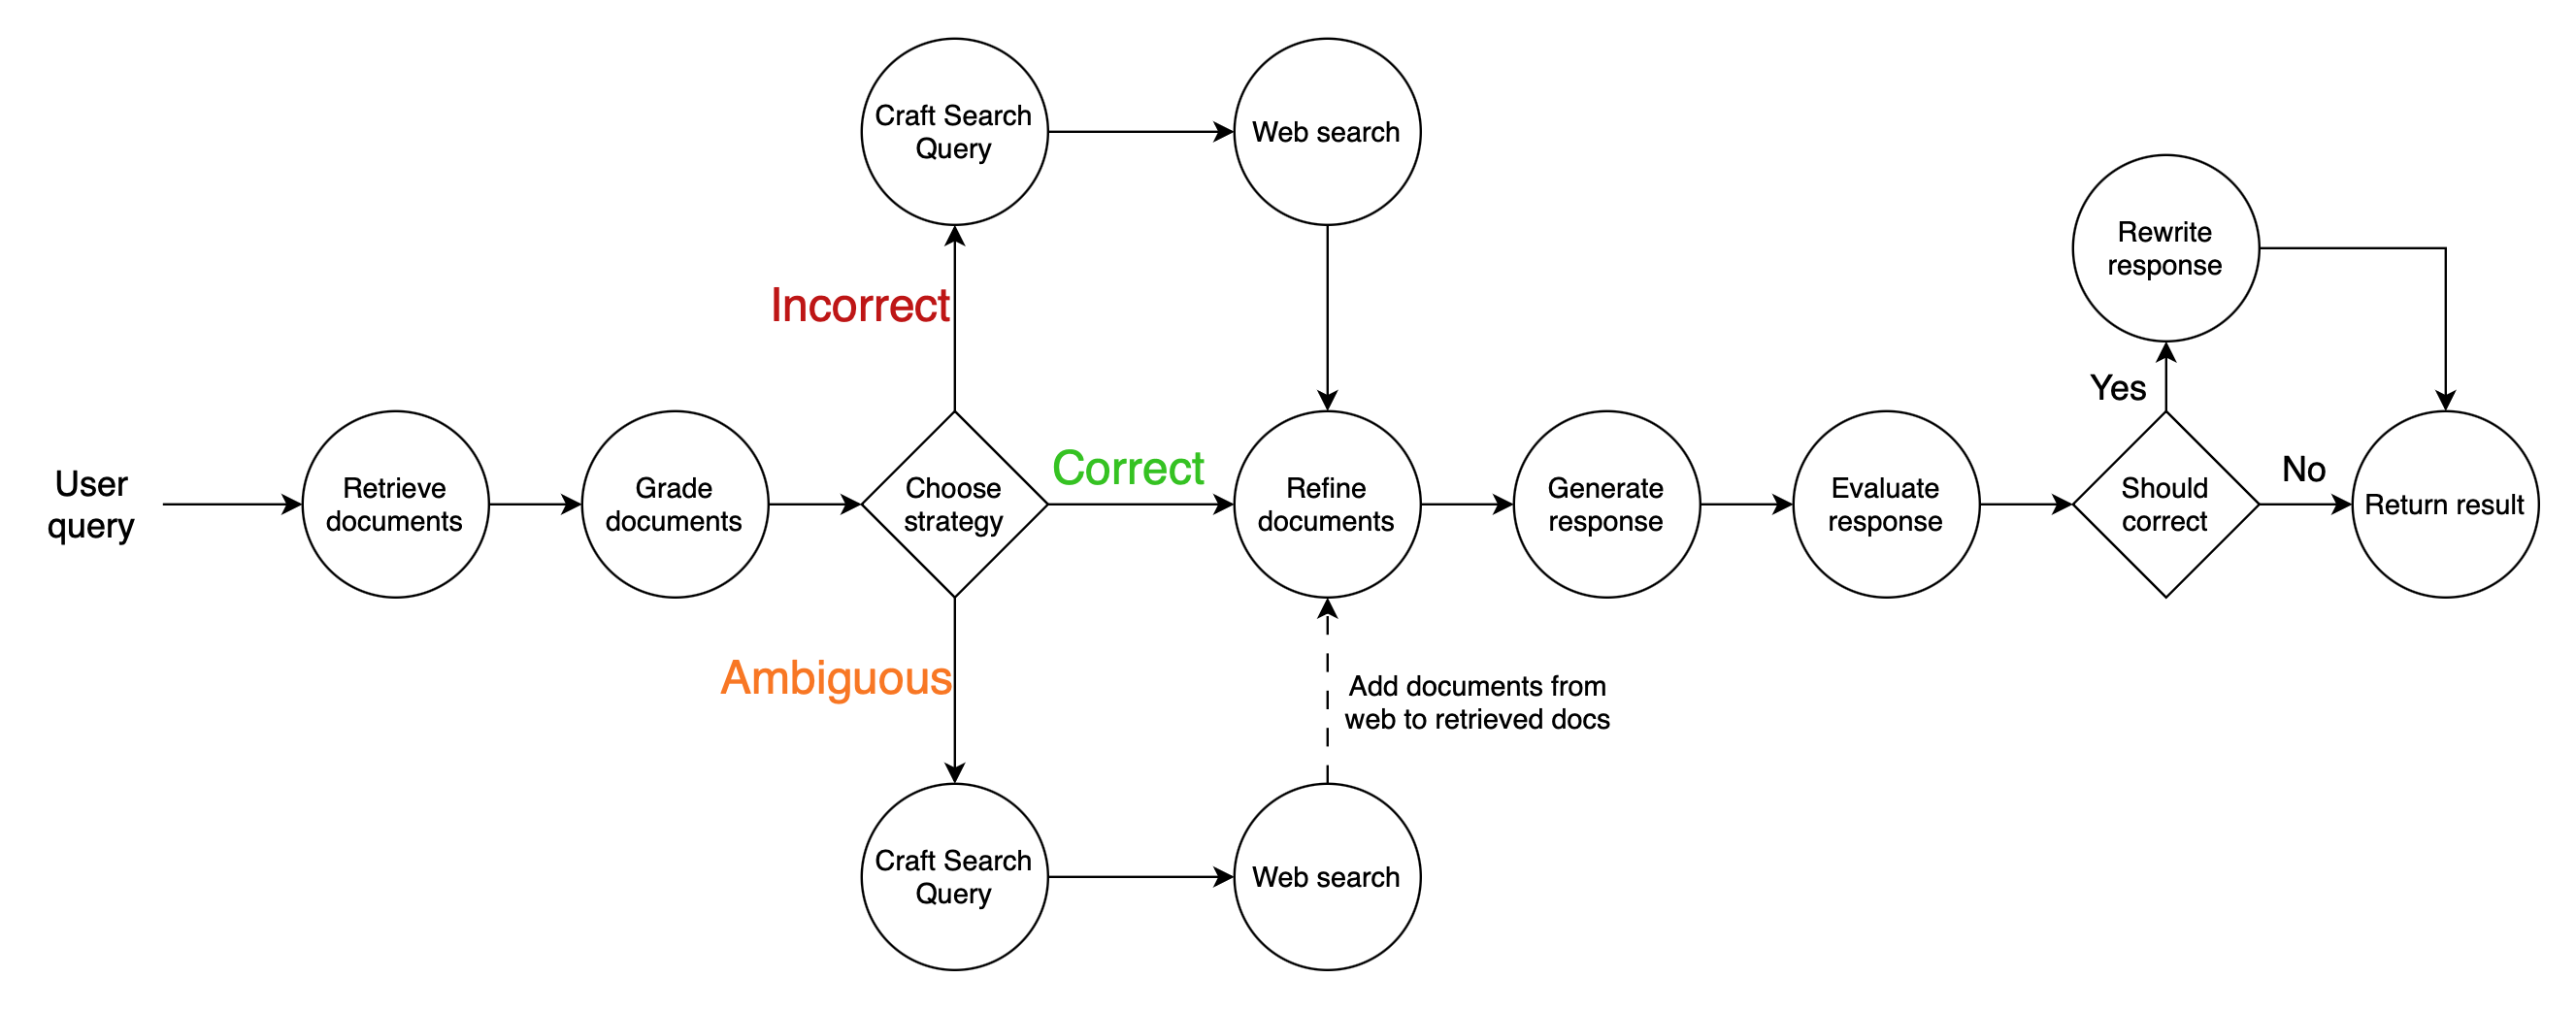 Craft Search
Query
Web search
Rewrite
response
Incorrect
Yes
User
query
Retrieve
documents
Grade
documents
Choose
strategy
Correct
Refine
documents
Generate
response
Evaluate
response
Should
correct
No
Return result
Ambiguous
Add documents from
web to retrieved docs
Craft Search
Query
Web search